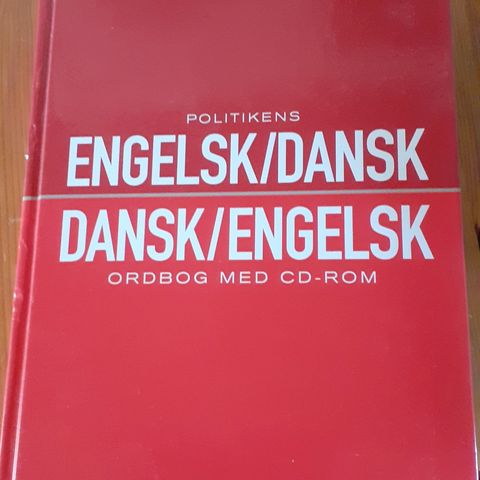 POLITIKENS
ENGELSK/DANSK
DANSK/ENGELSK
ORDBOG MED CD-ROM